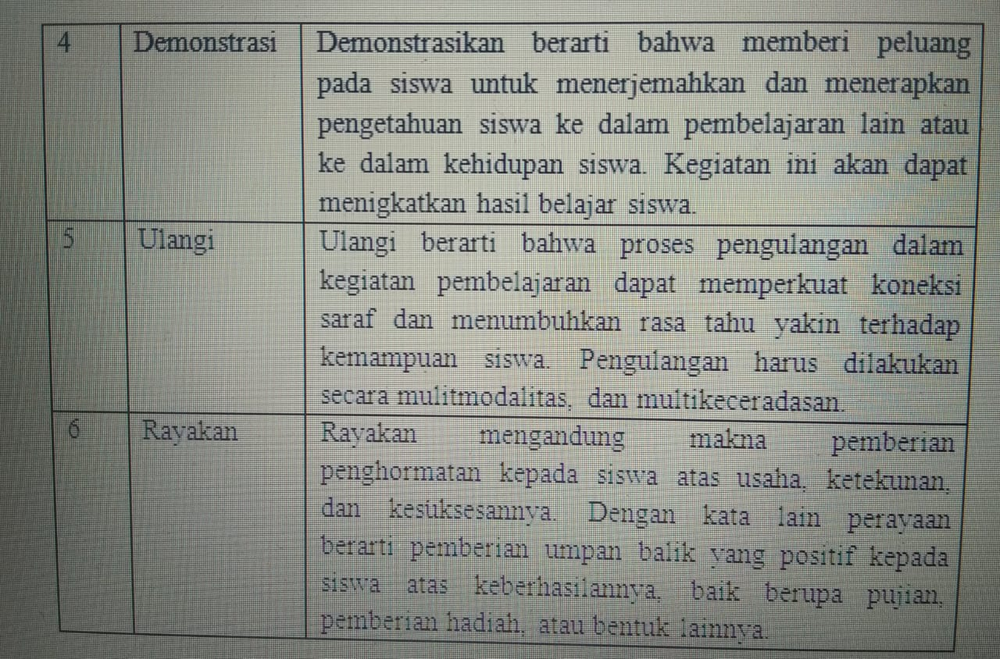 4 Demonstrasi Demonstrasikan berarti bahwa memberi peluang
pada siswa untuk menerjemahkan dan menerapkan
pengetahuan siswa ke dalam pembelajaran lain atau
ke dalam kehidupan siswa. Kegiatan ini akan dapat
menigkatkan hasil belajar siswa.
5 Ulangi Ulangi berarti bahwa proses pengulangan dalam
kegiatan pembelajaran dapat memperkuat koneksi
saraf dan menumbuhkan rasa tahu yakin terhadap
kemampuan siswa. Pengulangan harus dilakukan
secara mulitmodalitas, dan multikeceradasan.
6 Rayakan Rayakan mengandung makna pemberian
penghormatan kepada siswa atas usaha, ketekunan,
dan kesuksesannya. Dengan kata lain perayaan
berarti pemberian umpan balik yang positif kepada
siswa atas keberhasilannya, baik berupa pujian,
pemberian hadiah, atau bentuk lainnya.